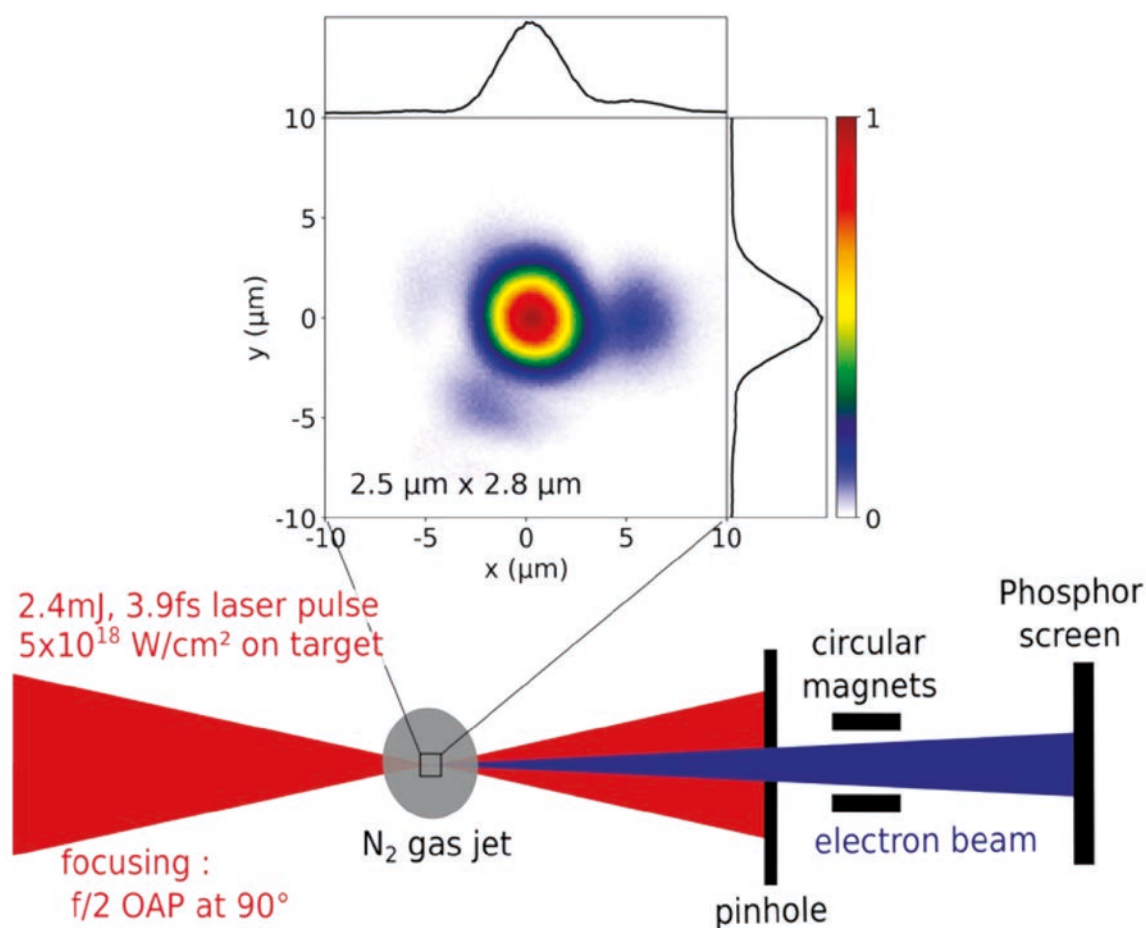 10
5
0
-5
-10
y (μm)
2.5 μm x 2.8 μm
-10
-5
0
5
10
x (μm)
1
0
2.4mJ, 3.9fs laser pulse
5x10¹⁸ W/cm² on target
focusing :
f/2 OAP at 90°
N₂ gas jet
pinhole
circular
magnets
electron beam
Phosphor
screen